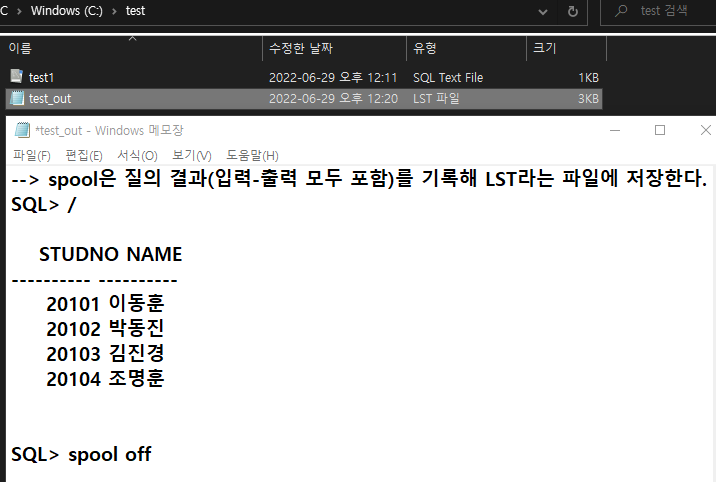 C > Windows (C:) > test
test 검색
이름 수정한 날짜 유형 크기
test1 2022-06-29 오후 12:11 SQL Text File 1KB
test_out 2022-06-29 오후 12:20 LST 파일 3KB
*test_out - Windows 메모장
파일(F) 편집(E) 서식(O) 보기(V) 도움말(H)
--> spool은 질의 결과(입력-출력 모두 포함)를 기록해 LST라는 파일에 저장한다.
SQL> /
STUDNO NAME
---------- ----------
20101 이동훈
20102 박동진
20103 김진경
20104 조명훈
SQL> spool off